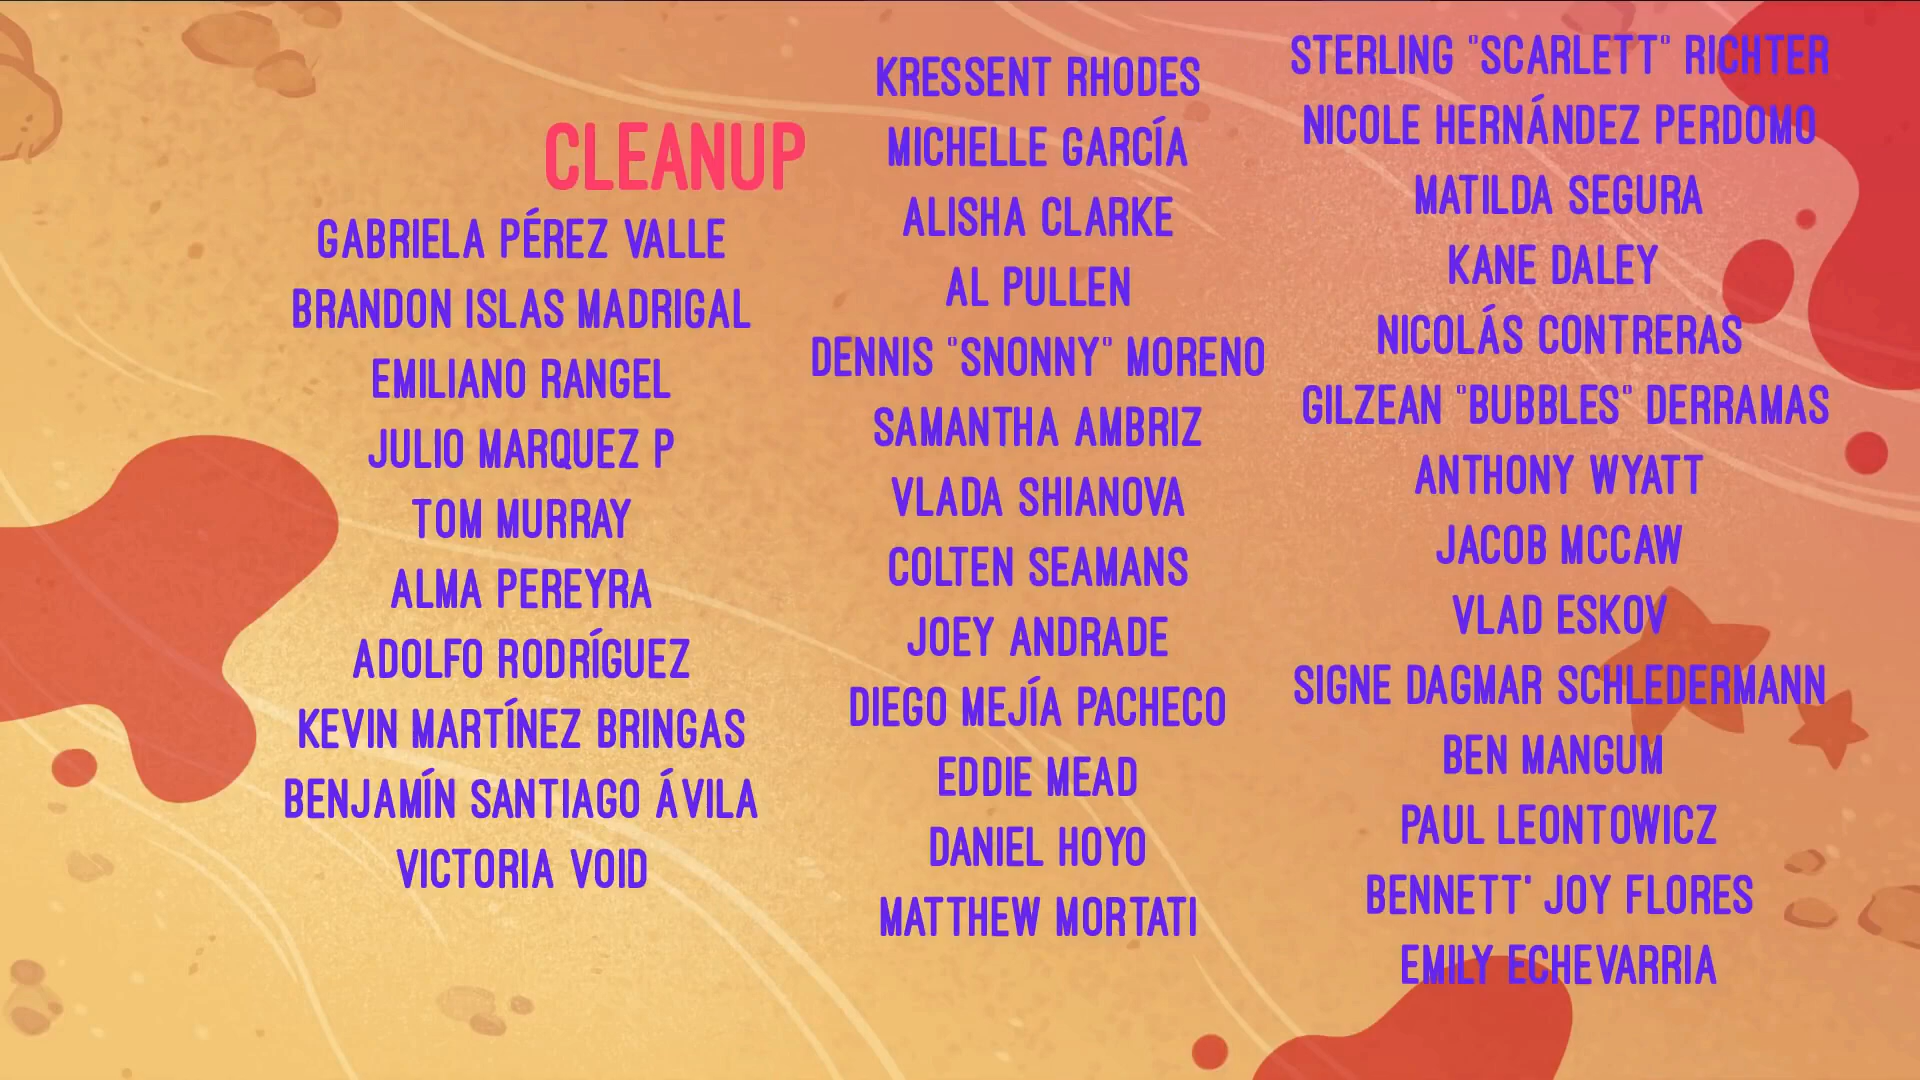 CLEANUP
GABRIELA PÉREZ VALLE
BRANDON ISLAS MADRIGAL
EMILIANO RANGEL
JULIO MARQUEZ P
TOM MURRAY
ALMA PEREYRA
ADOLFO RODRÍGUEZ
KEVIN MARTÍNEZ BRINGAS
BENJAMÍN SANTIAGO ÁVILA
VICTORIA VOID
KRESSENT RHODES
MICHELLE GARCÍA
ALISHA CLARKE
AL PULLEN
DENNIS "SNONNY" MORENO
SAMANTHA AMBRIZ
VLADA SHIANOVA
COLTEN SEAMANS
JOEY ANDRADE
DIEGO MEJÍA PACHECO
EDDIE MEAD
DANIEL HOYO
MATTHEW MORTATI
STERLING "SCARLETT" RICHTER
NICOLE HERNÁNDEZ PERDOMO
MATILDA SEGURA
KANE DALEY
NICOLÁS CONTRERAS
GILZEAN "BUBBLES" DERRAMAS
ANTHONY WYATT
JACOB MCCAW
VLAD ESKOV
SIGNE DAGMAR SCHLEDERMANN
BEN MANGUM
PAUL LEONTOWICZ
BENNETT' JOY FLORES
EMILY ECHEVARRIA